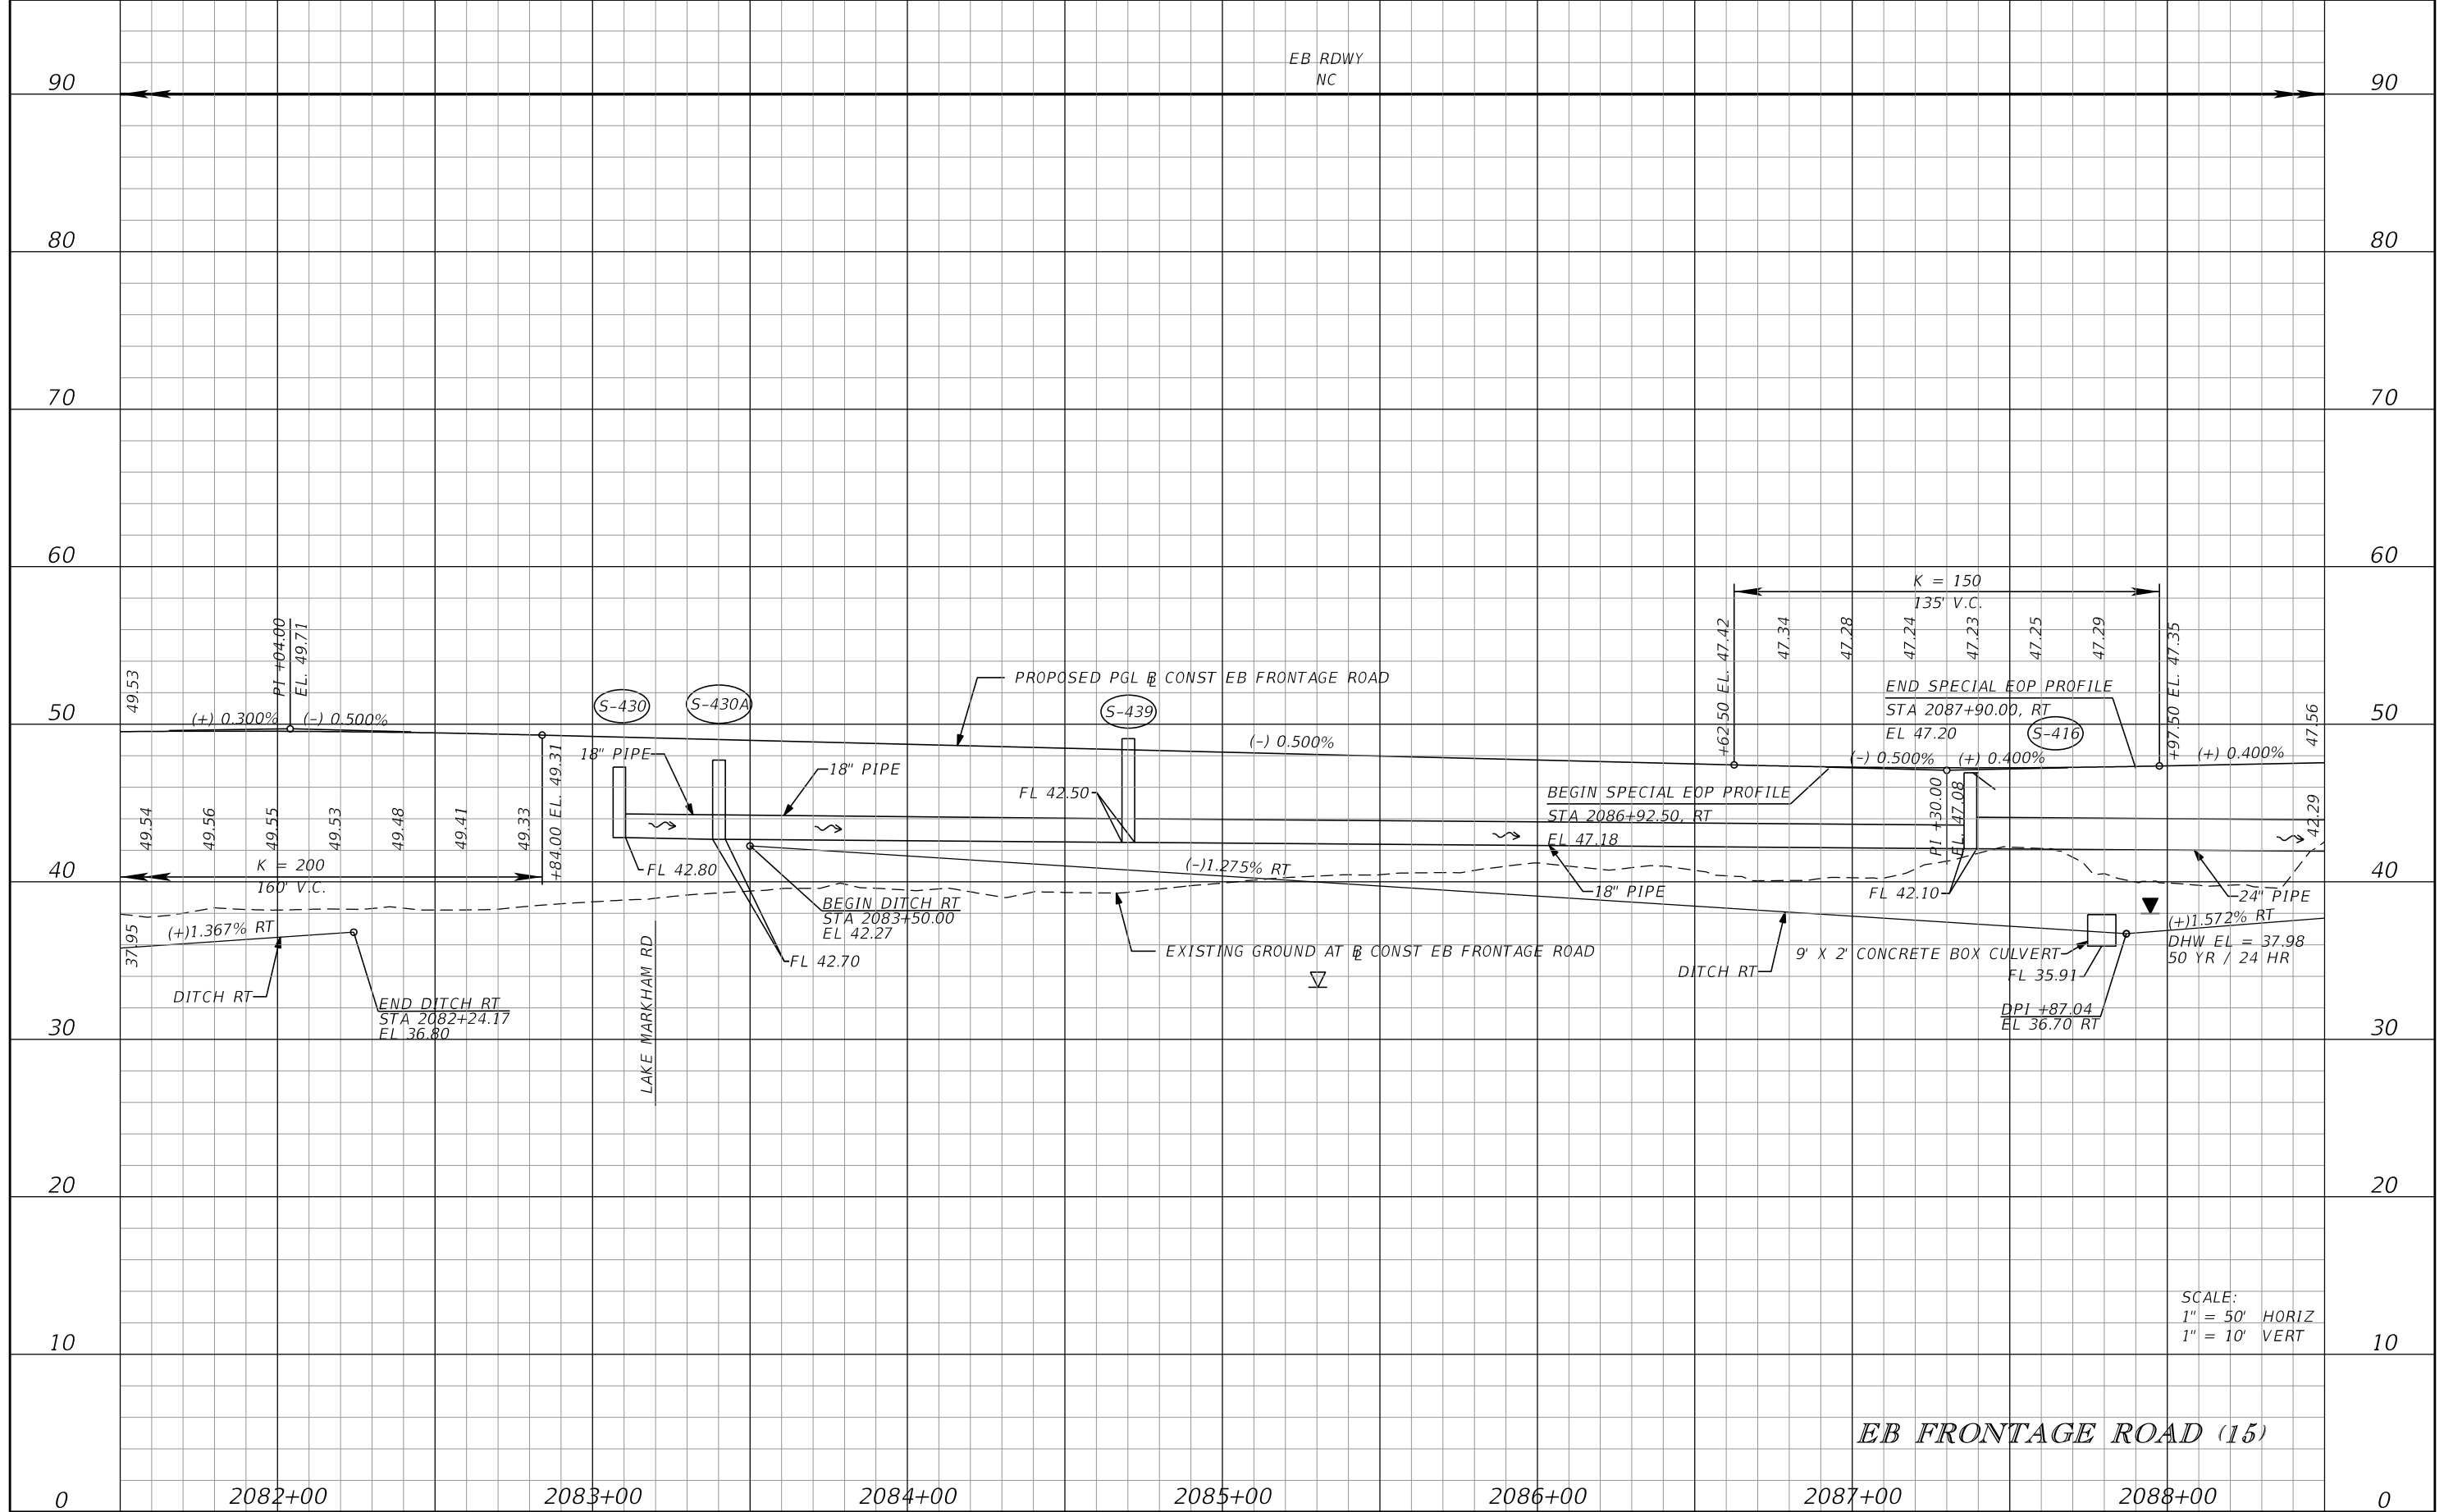 EB RDWY
NC
90
90
80
80
70
70
60
60
50
50
40
40
30
30
20
20
10
10
0
0
49.53
PI +04.00
EL. 49.71
(+) 0.300%
(-) 0.500%
49.54
49.56
49.55
49.53
49.48
49.41
49.33
+84.00 EL. 49.31
K = 200
160' V.C.
37.95
(+)1.367% RT
DITCH RT
END DITCH RT
STA 2082+24.17
EL 36.80
S-430
S-430A
18" PIPE
18" PIPE
FL 42.80
LAKE MARKHAM RD
FL 42.70
BEGIN DITCH RT
STA 2083+50.00
EL 42.27
PROPOSED PGL BL CONST EB FRONTAGE ROAD
S-439
FL 42.50
(-) 0.500%
(-)1.275% RT
EXISTING GROUND AT BL CONST EB FRONTAGE ROAD
18" PIPE
BEGIN SPECIAL EOP PROFILE
STA 2086+92.50, RT
EL 47.18
K = 150
135' V.C.
+62.50 EL. 47.42
47.34
47.28
47.24
47.23
47.25
47.29
+97.50 EL. 47.35
END SPECIAL EOP PROFILE
STA 2087+90.00, RT
EL 47.20
S-416
(-) 0.500%
(+) 0.400%
(+) 0.400%
47.56
PI +30.00
EL. 47.08
42.29
FL 42.10
24" PIPE
DITCH RT
9' X 2' CONCRETE BOX CULVERT
FL 35.91
DPI +87.04
EL 36.70 RT
(+)1.572% RT
DHW EL = 37.98
50 YR / 24 HR
SCALE:
1" = 50' HORIZ
1" = 10' VERT
EB FRONTAGE ROAD (15)
2082+00
2083+00
2084+00
2085+00
2086+00
2087+00
2088+00